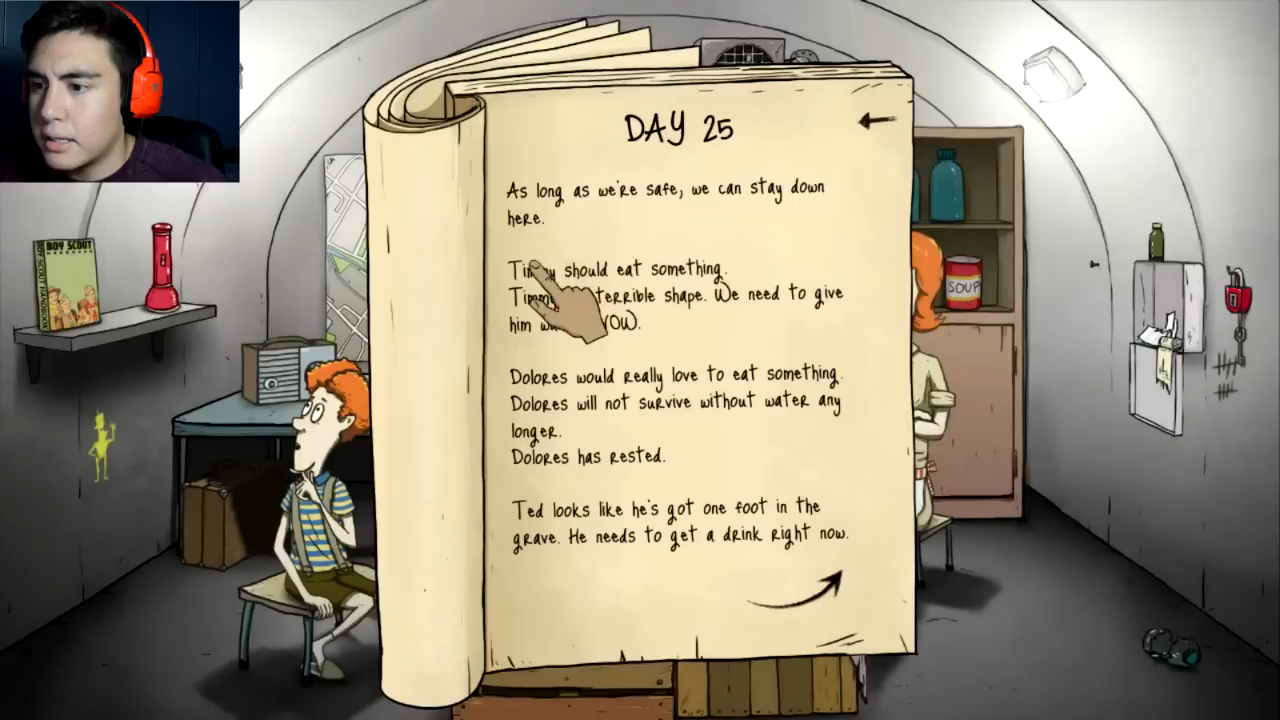 DAY 25
As long as we're safe, we can stay down
here.
should eat something.
terrible shape. We need to give
him
Dolores would really love to eat something.
Dolores will not survive without water any
longer.
Dolores has rested.
Ted looks like he's got one foot in the
grave. He needs to get a drink right now.
BOY SCOUT
BOY SCOUT HANDBOOK
SOUP